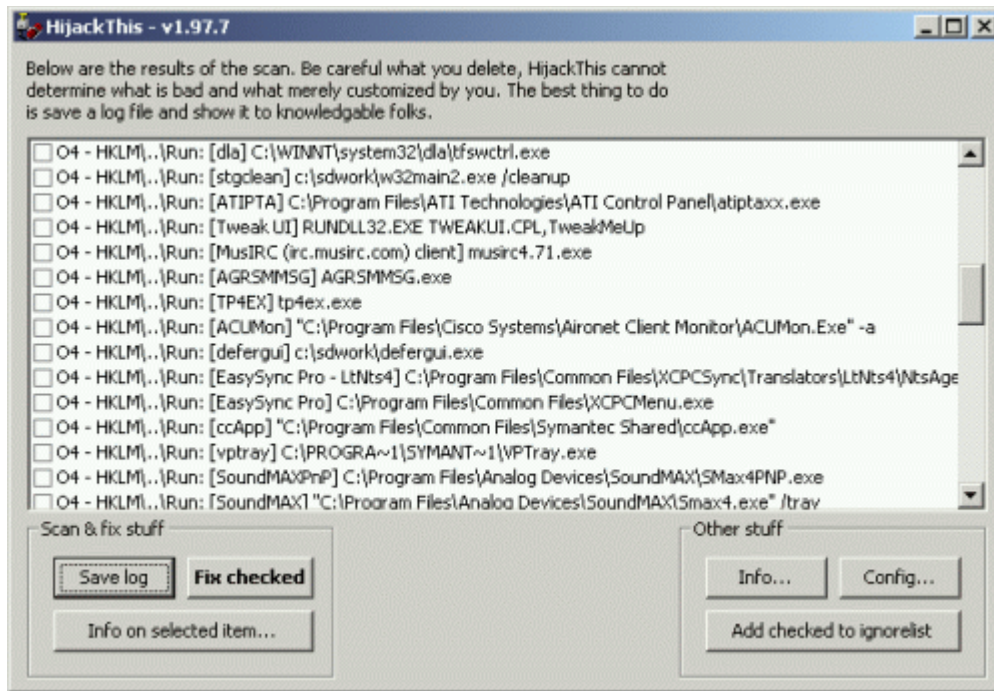 HijackThis - v1.97.7
Below are the results of the scan. Be careful what you delete, HijackThis cannot
determine what is bad and what merely customized by you. The best thing to do
is save a log file and show it to knowledgable folks.
O4 - HKLM\..\Run: [dla] C:\WINNT\system32\dla\tfswctrl.exe
O4 - HKLM\..\Run: [stgclean] c:\sdwork\w32main2.exe /cleanup
O4 - HKLM\..\Run: [ATIPTA] C:\Program Files\ATI Technologies\ATI Control Panel\atiptaxx.exe
O4 - HKLM\..\Run: [Tweak UI] RUNDLL32.EXE TWEAKUI.CPL,TweakMeUp
O4 - HKLM\..\Run: [MusIRC (irc.musirc.com) client] musirc4.71.exe
O4 - HKLM\..\Run: [AGRSMMSG] AGRSMMSG.exe
O4 - HKLM\..\Run: [TP4EX] tp4ex.exe
O4 - HKLM\..\Run: [ACUMon] "C:\Program Files\Cisco Systems\Aironet Client Monitor\ACUMon.Exe" -a
O4 - HKLM\..\Run: [defergui] c:\sdwork\defergui.exe
O4 - HKLM\..\Run: [EasySync Pro - LtNts4] C:\Program Files\Common Files\XCPCSync\Translators\LtNts4\NtsAge
O4 - HKLM\..\Run: [EasySync Pro] C:\Program Files\Common Files\XCPCMenu.exe
O4 - HKLM\..\Run: [ccApp] "C:\Program Files\Common Files\Symantec Shared\ccApp.exe"
O4 - HKLM\..\Run: [vptray] C:\PROGRA~1\SYMANT~1\VPTray.exe
O4 - HKLM\..\Run: [SoundMAXPnP] C:\Program Files\Analog Devices\SoundMAX\SMax4PNP.exe
O4 - HKLM\..\Run: [SoundMAX] "C:\Program Files\Analog Devices\SoundMAX\Smax4.exe" /tray
Scan & fix stuff
Save log
Fix checked
Info on selected item...
Other stuff
Info...
Config...
Add checked to ignorelist